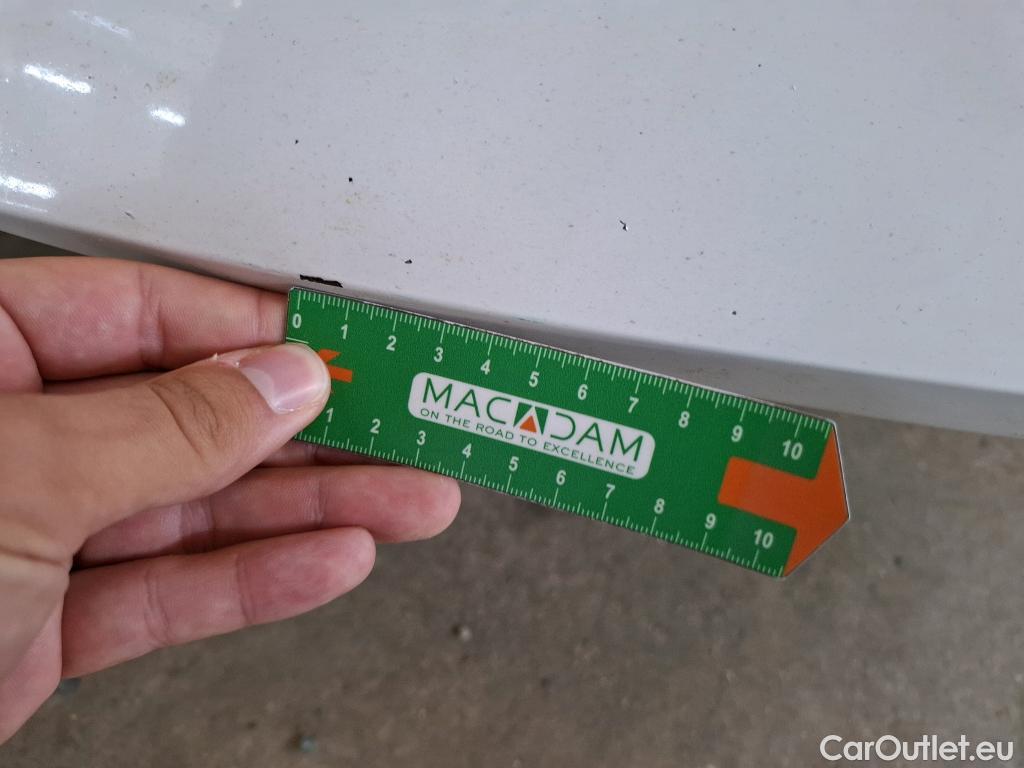 0 1 2 3 4 5 6 7 8 9 10
MACADAM
ON THE ROAD TO EXCELLENCE
1 2 3 4 5 6 7 8 9 10
CarOutlet.eu